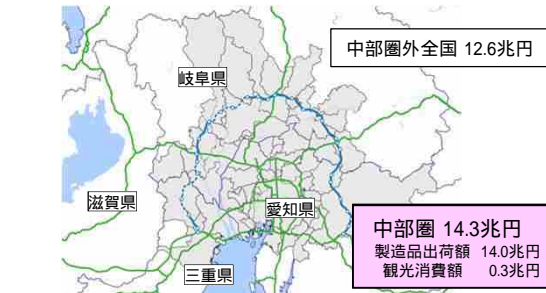 中部圏外全国 12.6兆円
岐阜県
滋賀県
愛知県
中部圏 14.3兆円
製造品出荷額 14.0兆円
観光消費額 0.3兆円
三重県